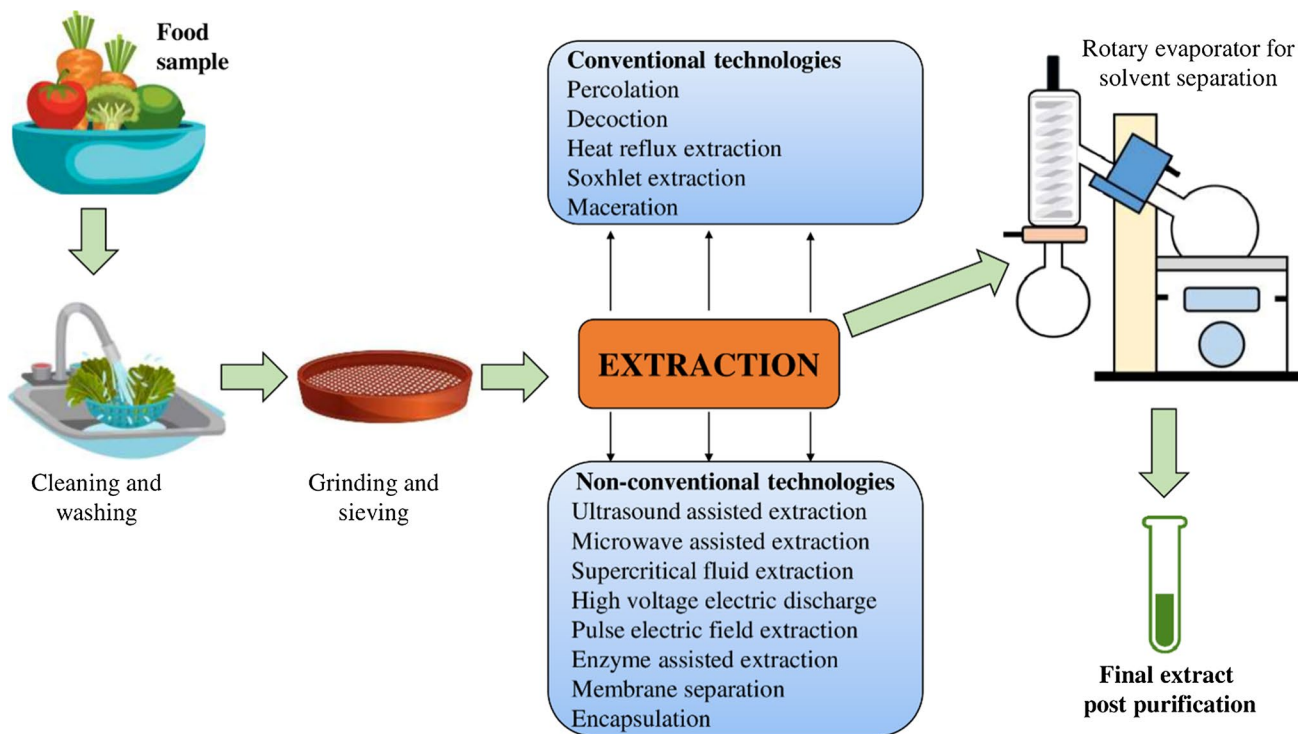 Food
sample
Cleaning and
washing
Grinding and
sieving
Conventional technologies
Percolation
Decoction
Heat reflux extraction
Soxhlet extraction
Maceration
EXTRACTION
Non-conventional technologies
Ultrasound assisted extraction
Microwave assisted extraction
Supercritical fluid extraction
High voltage electric discharge
Pulse electric field extraction
Enzyme assisted extraction
Membrane separation
Encapsulation
Rotary evaporator for
solvent separation
Final extract
post purification